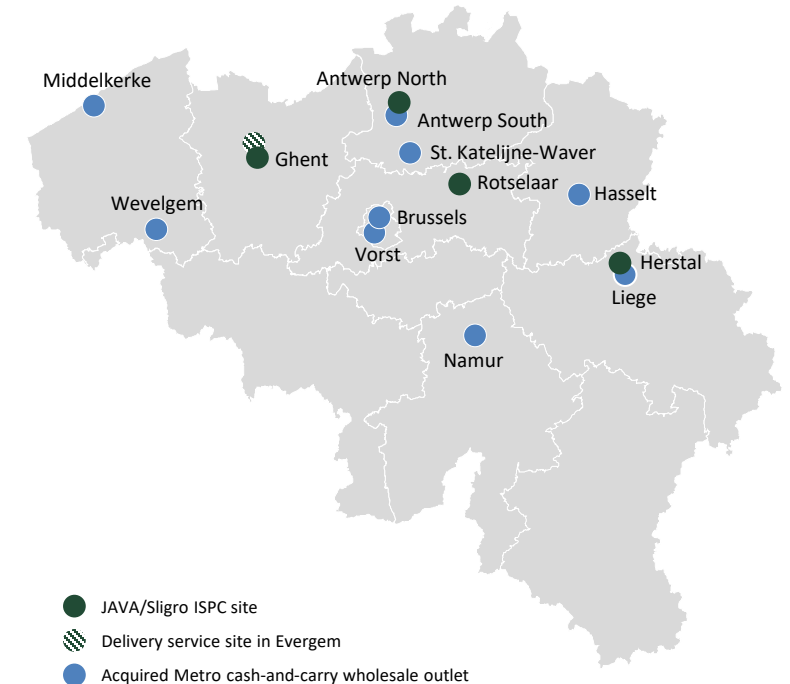 Middelkerke
Antwerp North
Antwerp South
Ghent
St. Katelijne-Waver
Rotselaar
Hasselt
Wevelgem
Brussels
Vorst
Herstal
Liege
Namur
JAVA/Sligro ISPC site
Delivery service site in Evergem
Acquired Metro cash-and-carry wholesale outlet